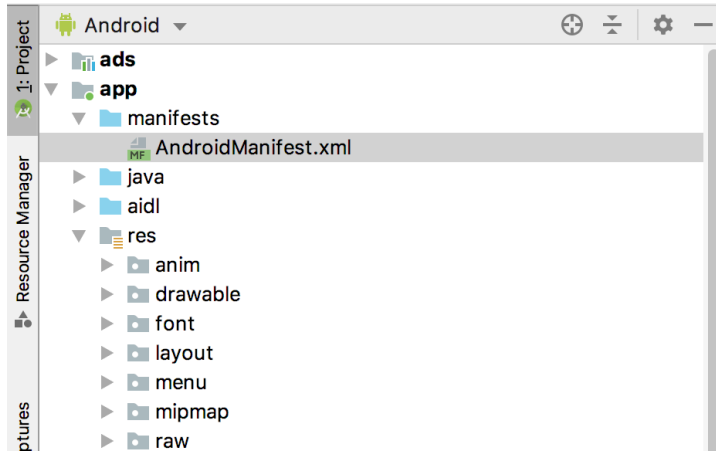 Android
ads
app
manifests
MF AndroidManifest.xml
java
aidl
res
anim
drawable
font
layout
menu
mipmap
raw
1: Project
Resource Manager
ptures